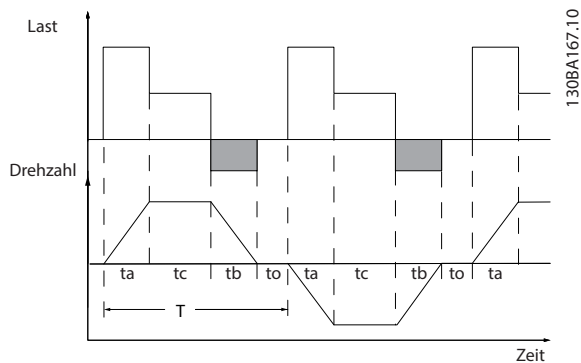 Last
130BA167.10
Drehzahl
ta tc tb to ta tc tb to ta
T
Zeit